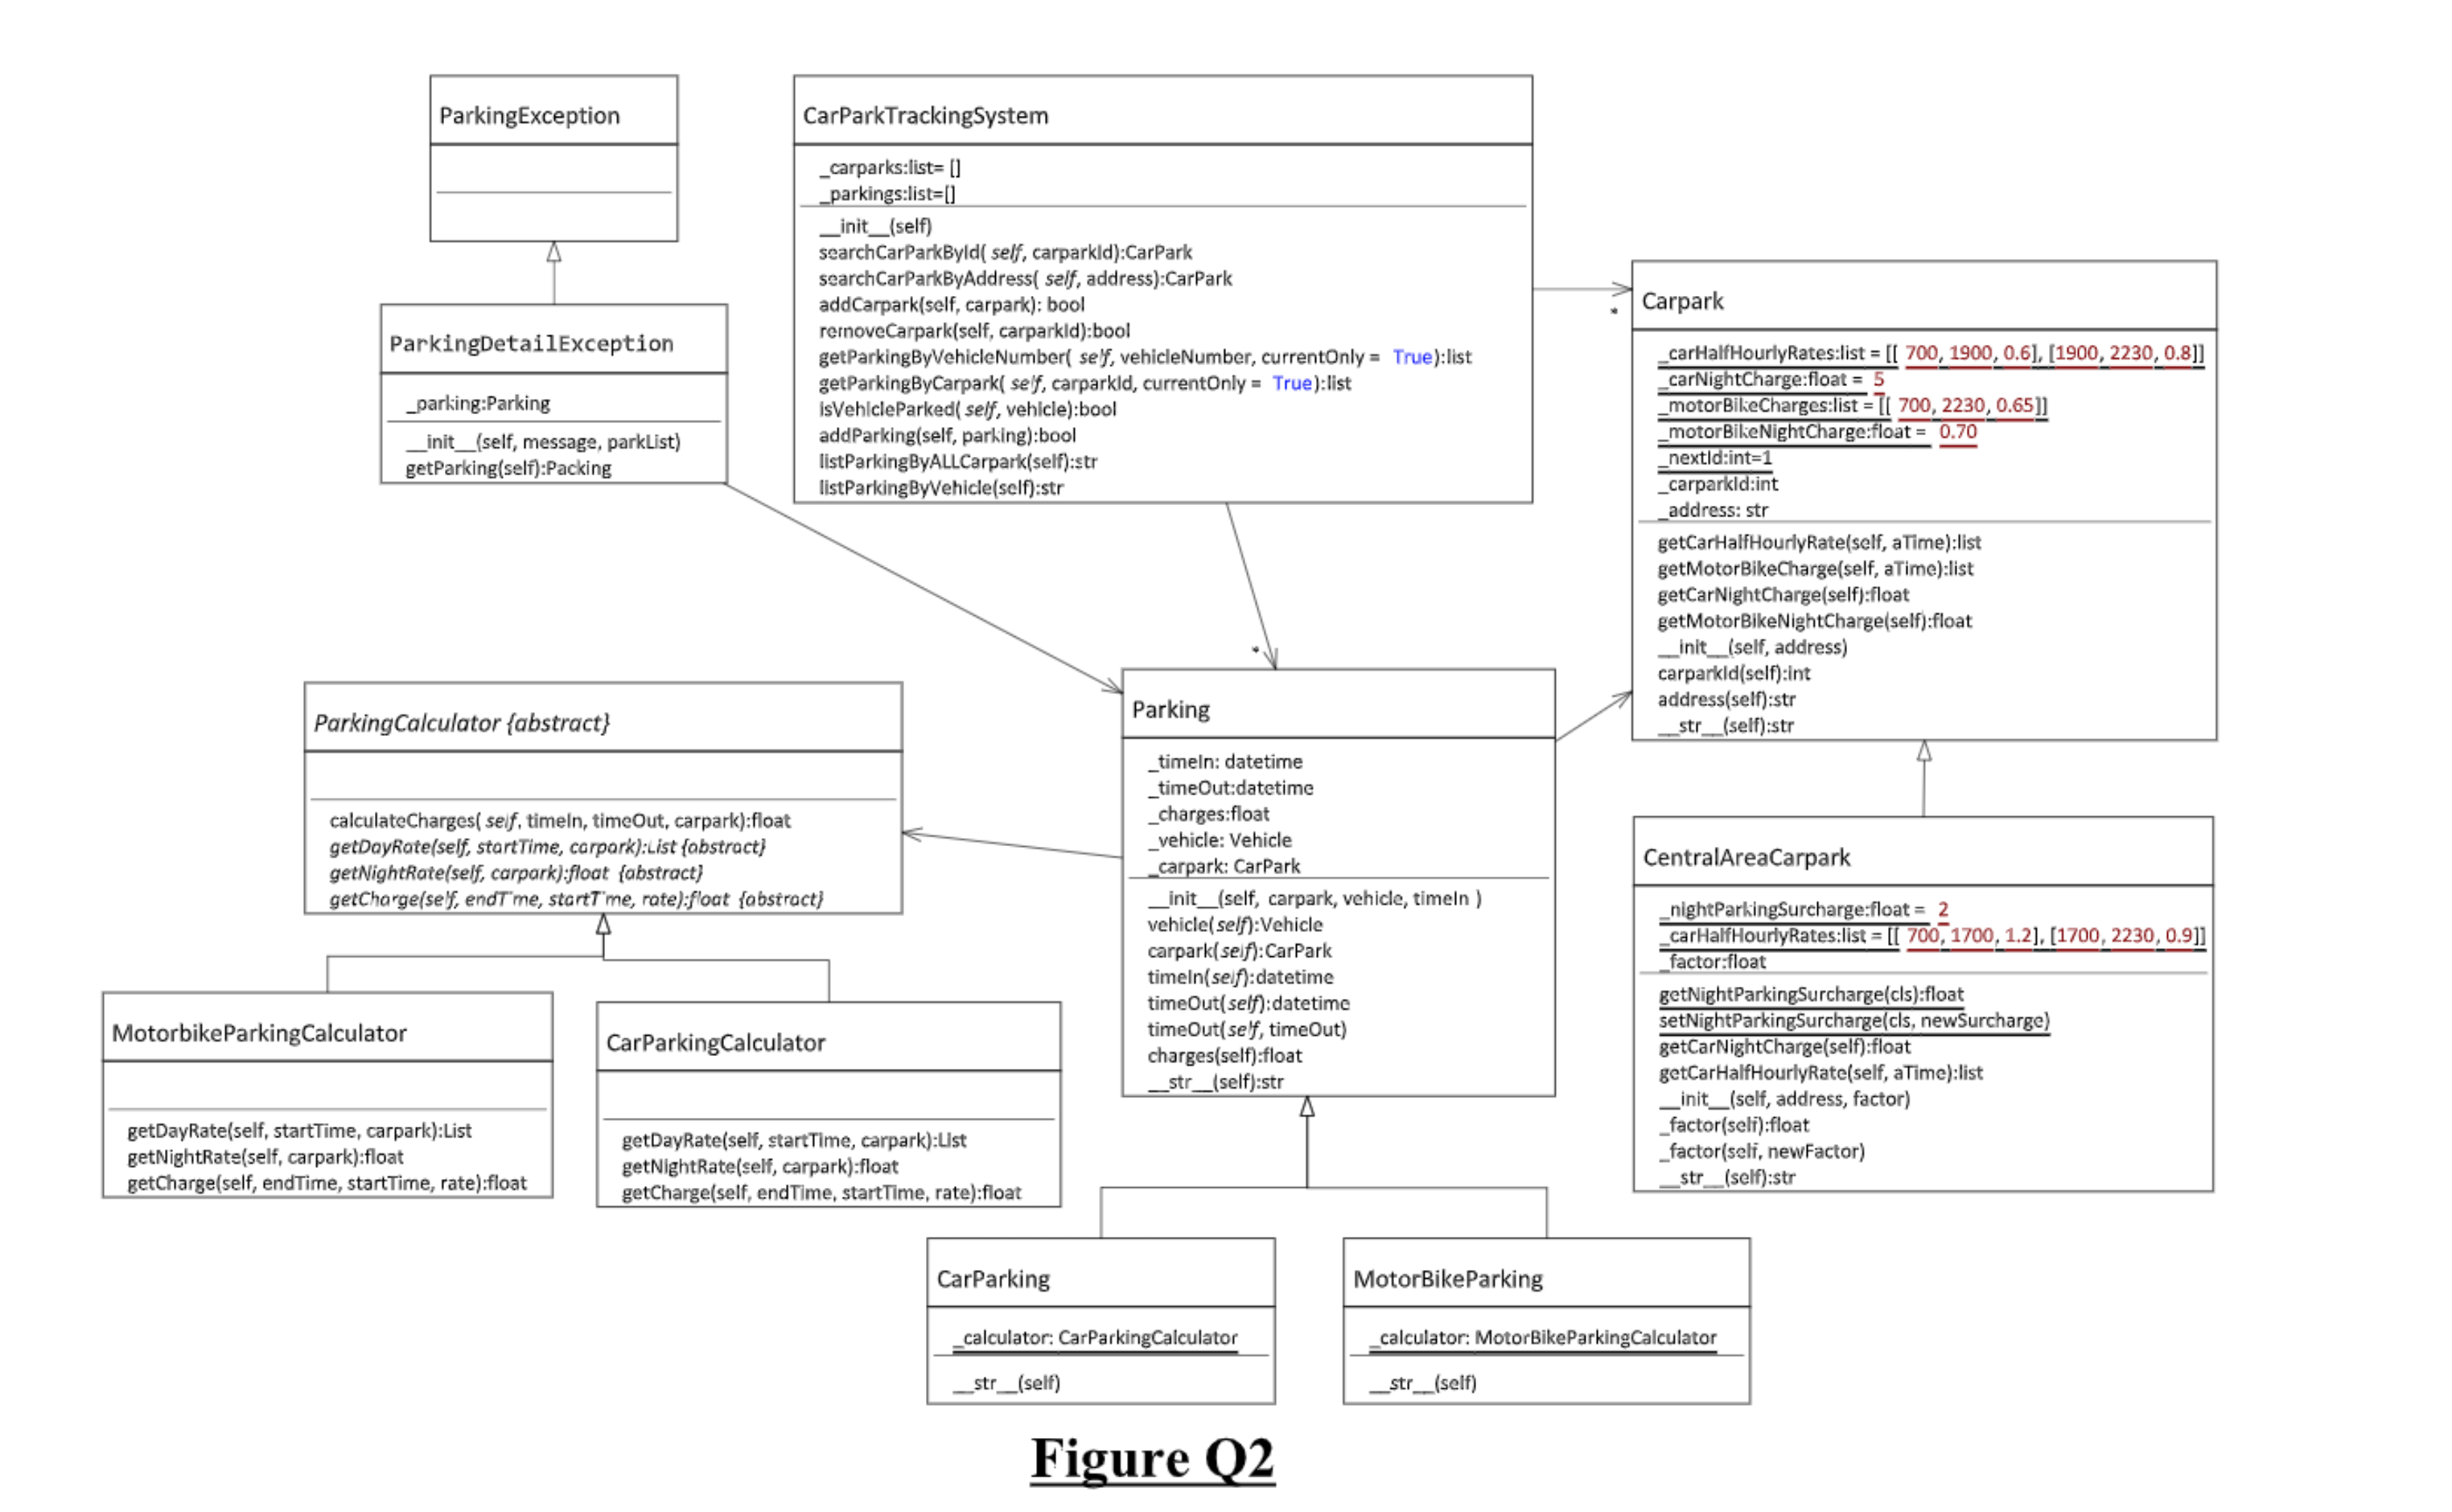 ParkingException
ParkingDetailException
_parking:Parking
__init__(self, message, parkList)
getParking(self):Packing
CarParkTrackingSystem
_carparks:list= []
_parkings:list=[]
__init__(self)
searchCarParkById( self, carparkId):CarPark
searchCarParkByAddress( self, address):CarPark
addCarpark(self, carpark): bool
removeCarpark(self, carparkId):bool
getParkingByVehicleNumber( self, vehicleNumber, currentOnly = True):list
getParkingByCarpark( self, carparkId, currentOnly = True):list
isVehicleParked( self, vehicle):bool
addParking(self, parking):bool
listParkingByALLCarpark(self):str
listParkingByVehicle(self):str
*
*
Carpark
_carHalfHourlyRates:list = [[ 700, 1900, 0.6], [1900, 2230, 0.8]]
_carNightCharge:float = 5
_motorBikeCharges:list = [[ 700, 2230, 0.65]]
_motorBikeNightCharge:float = 0.70
_nextId:int=1
_carparkId:int
_address: str
getCarHalfHourlyRate(self, aTime):list
getMotorBikeCharge(self, aTime):list
getCarNightCharge(self):float
getMotorBikeNightCharge(self):float
__init__(self, address)
carparkId(self):int
address(self):str
__str__(self):str
ParkingCalculator {abstract}
calculateCharges( self, timeIn, timeOut, carpark):float
getDayRate(self, startTime, carpark):List {abstract}
getNightRate(self, carpark):float {abstract}
getCharge(self, endTime, startTime, rate):float {abstract}
Parking
_timeIn: datetime
_timeOut:datetime
_charges:float
_vehicle: Vehicle
_carpark: CarPark
__init__(self, carpark, vehicle, timeIn )
vehicle(self):Vehicle
carpark(self):CarPark
timeIn(self):datetime
timeOut(self):datetime
timeOut(self, timeOut)
charges(self):float
__str__(self):str
CentralAreaCarpark
_nightParkingSurcharge:float = 2
_carHalfHourlyRates:list = [[ 700, 1700, 1.2], [1700, 2230, 0.9]]
_factor:float
getNightParkingSurcharge(cls):float
setNightParkingSurcharge(cls, newSurcharge)
getCarNightCharge(self):float
getCarHalfHourlyRate(self, aTime):list
__init__(self, address, factor)
_factor(self):float
_factor(self, newFactor)
__str__(self):str
MotorbikeParkingCalculator
getDayRate(self, startTime, carpark):List
getNightRate(self, carpark):float
getCharge(self, endTime, startTime, rate):float
CarParkingCalculator
getDayRate(self, startTime, carpark):List
getNightRate(self, carpark):float
getCharge(self, endTime, startTime, rate):float
CarParking
_calculator: CarParkingCalculator
__str__(self)
MotorBikeParking
_calculator: MotorBikeParkingCalculator
__str__(self)
Figure Q2